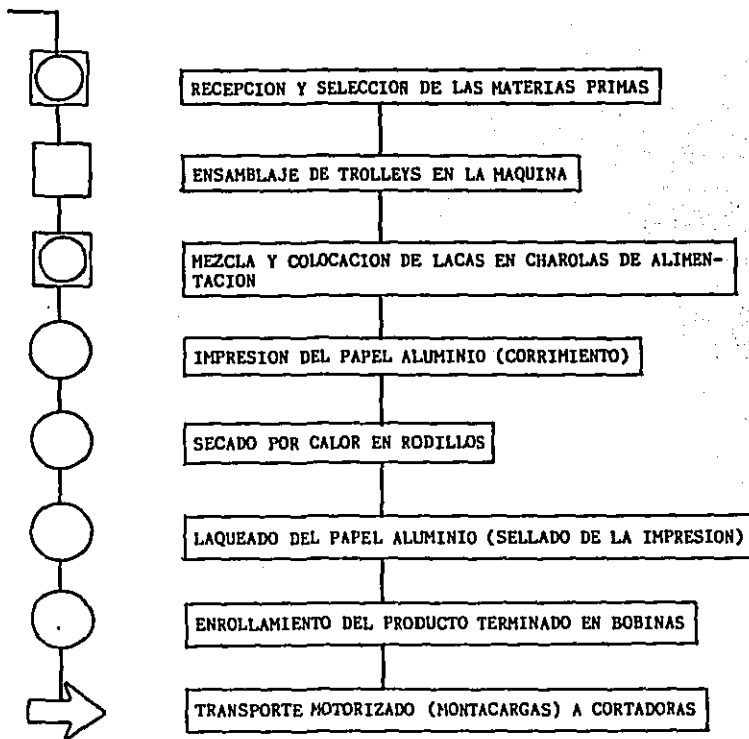 RECEPCION Y SELECCION DE LAS MATERIAS PRIMAS
ENSAMBLAJE DE TROLLEYS EN LA MAQUINA
MEZCLA Y COLOCACION DE LACAS EN CHAROLAS DE ALIMEN-
TACION
IMPRESION DEL PAPEL ALUMINIO (CORRIMIENTO)
SECADO POR CALOR EN RODILLOS
LAQUEADO DEL PAPEL ALUMINIO (SELLADO DE LA IMPRESION)
ENROLLAMIENTO DEL PRODUCTO TERMINADO EN BOBINAS
TRANSPORTE MOTORIZADO (MONTACARGAS) A CORTADORAS